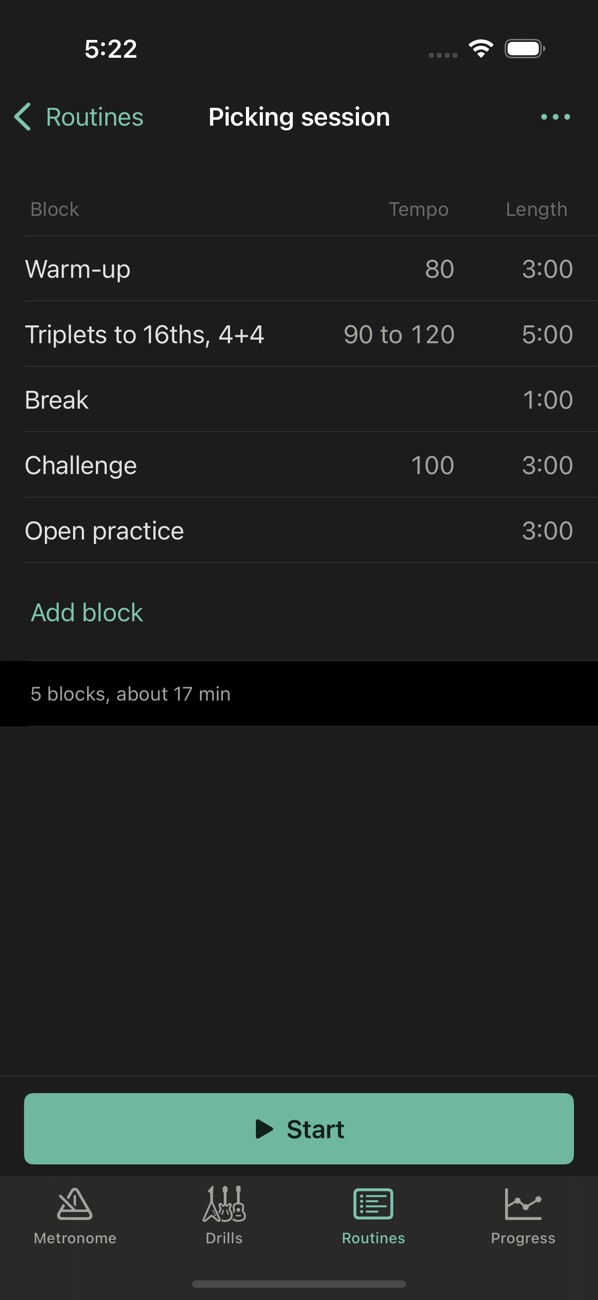 5:22
Routines Picking session
Block Tempo Length
Warm-up 80 3:00
Triplets to 16ths, 4+4 90 to 120 5:00
Break 1:00
Challenge 100 3:00
Open practice 3:00
Add block
5 blocks, about 17 min
Start
Metronome Drills Routines Progress